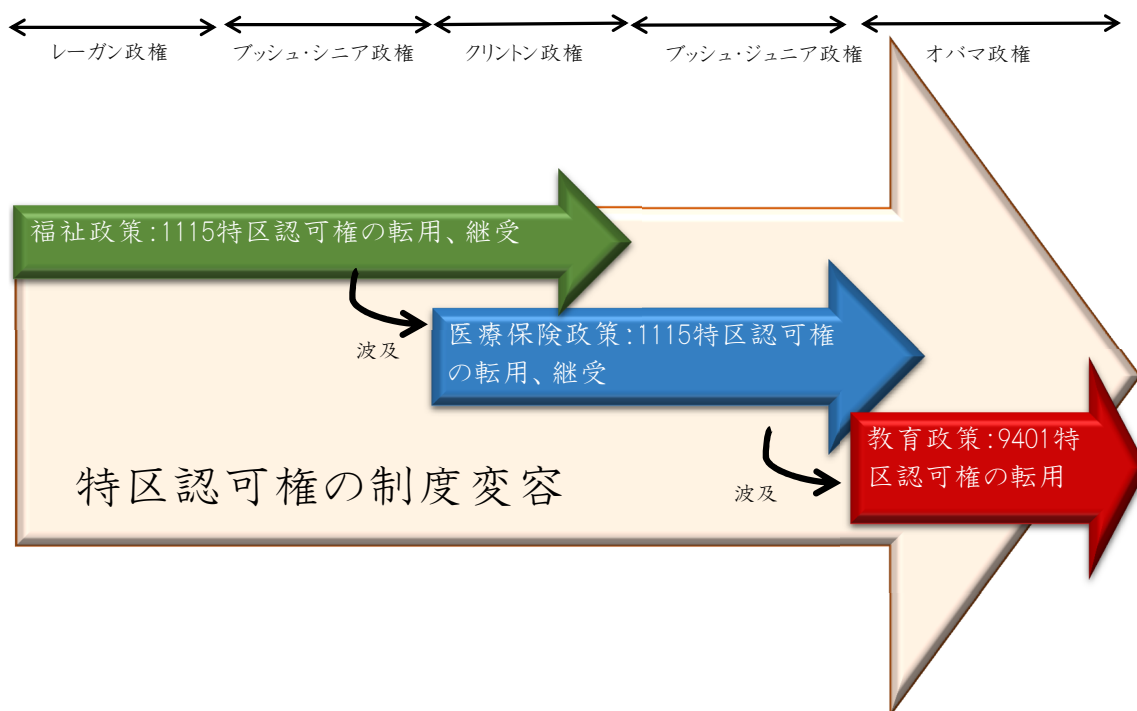 レーガン政権
ブッシュ・シニア政権
クリントン政権
ブッシュ・ジュニア政権
オバマ政権
福祉政策:1115特区認可権の転用、継受
波及
医療保険政策:1115特区認可権
の転用、継受
波及
教育政策:9401特
区認可権の転用
特区認可権の制度変容